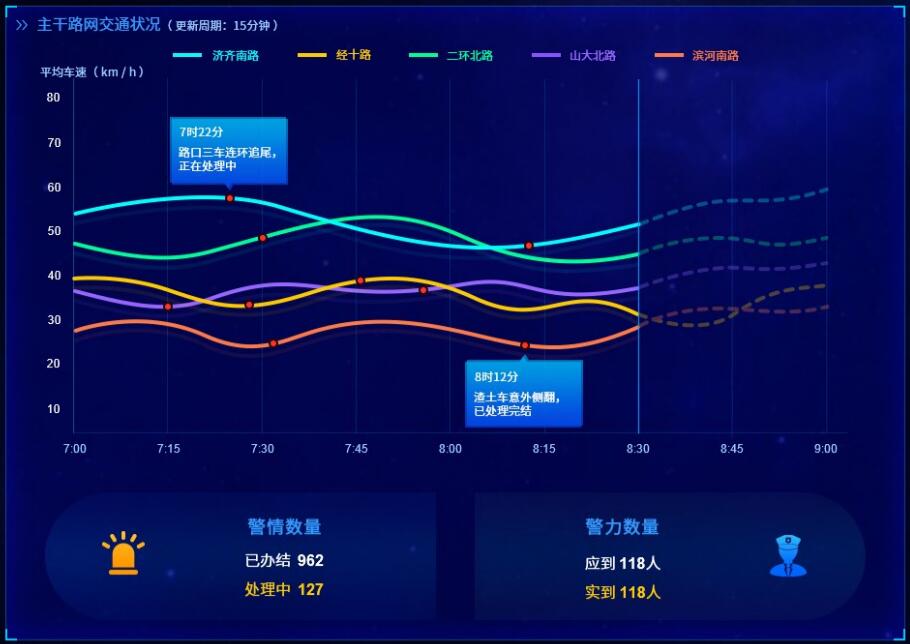 主干路网交通状况（更新周期：15分钟）
济齐南路 经十路 二环北路 山大北路 滨河南路
平均车速（km/h）
80
70
60
50
40
30
20
10
7时22分
路口三车连环追尾，
正在处理中
8时12分
渣土车意外侧翻，
已处理完结
7:00 7:15 7:30 7:45 8:00 8:15 8:30 8:45 9:00
警情数量
已办结 962
处理中 127
警力数量
应到 118人
实到 118人